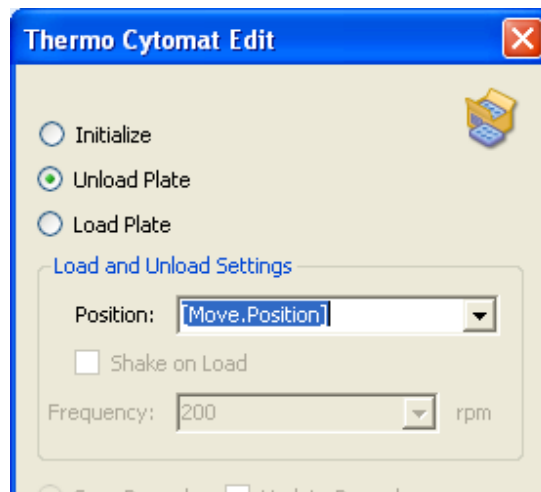 Thermo Cytomat Edit
Initialize
Unload Plate
Load Plate
Load and Unload Settings
Position: [Move.Position]
Shake on Load
Frequency: 200 rpm